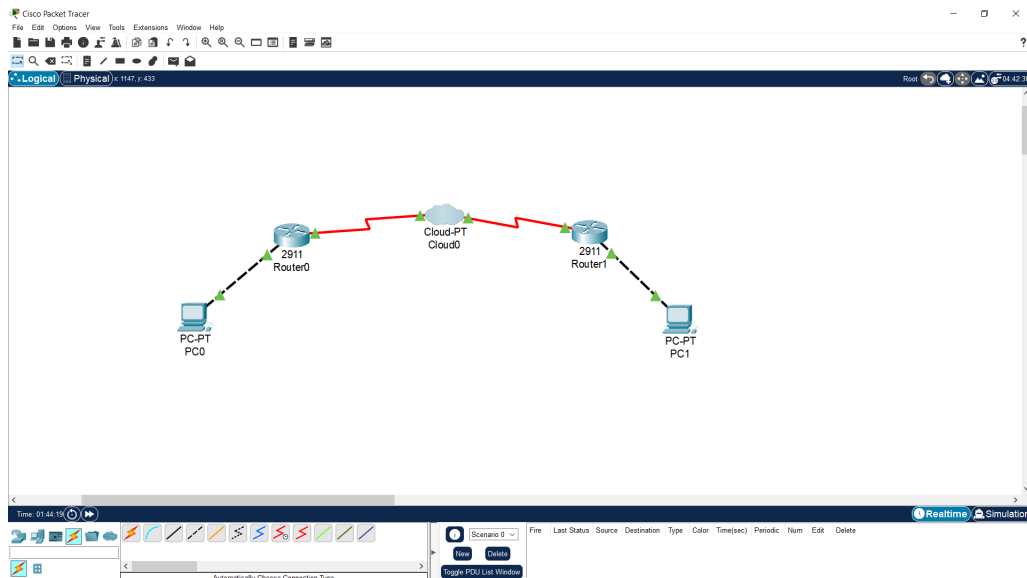 Cisco Packet Tracer
File Edit Options View Tools Extensions Window Help
?
Logical Physical x: 1147, y: 433
Root 04:42:3
Cloud-PT
Cloud0
2911
Router0
2911
Router1
PC-PT
PC0
PC-PT
PC1
Time: 01:44:19
Realtime Simulation
Scenario 0
Fire Last Status Source Destination Type Color Time(sec) Periodic Num Edit Delete
New Delete
Toggle PDU List Window
Automatically Choose Connection Type